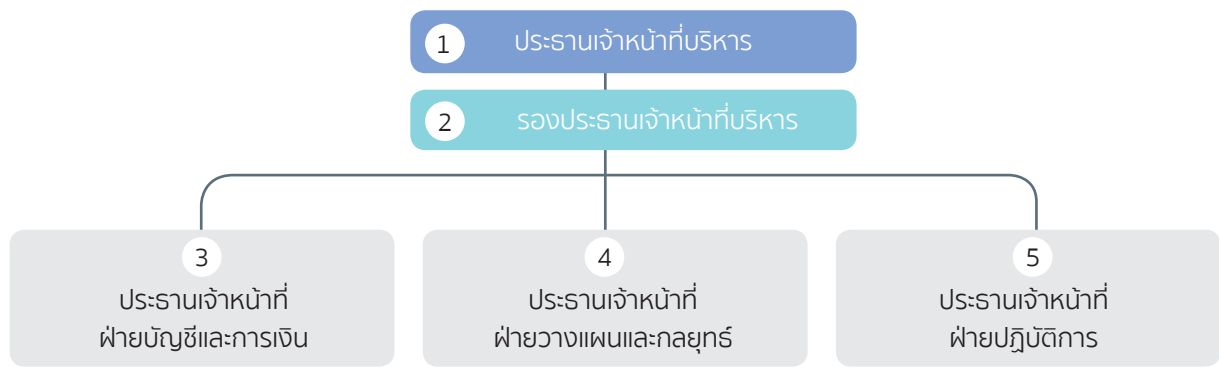 1 ประธานเจ้าหน้าที่บริหาร
2 รองประธานเจ้าหน้าที่บริหาร
3
ประธานเจ้าหน้าที่
ฝ่ายบัญชีและการเงิน
4
ประธานเจ้าหน้าที่
ฝ่ายวางแผนและกลยุทธ์
5
ประธานเจ้าหน้าที่
ฝ่ายปฏิบัติการ